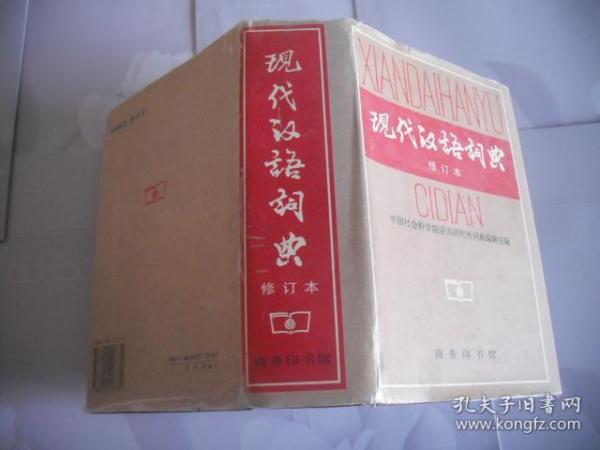 现代汉语词典
修订本
商务印书馆
XIANDAIHANYU
现代汉语词典
修订本
CIDIAN
中国社会科学院语言研究所词典编辑室编
商务印书馆
孔夫子旧书网
www.kongfz.com